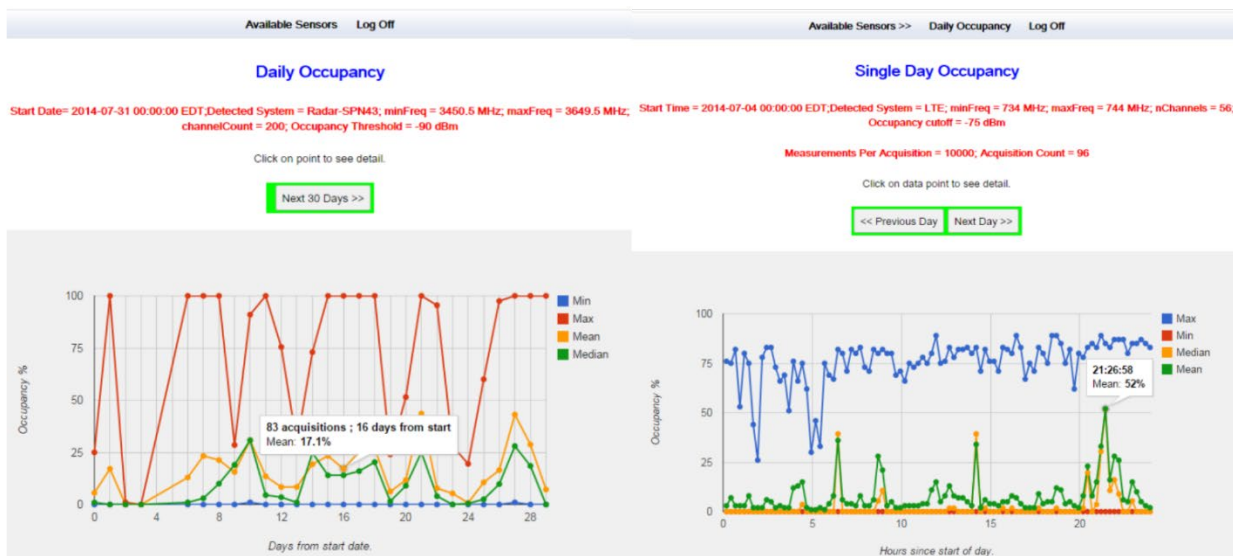 Available Sensors Log Off
Daily Occupancy
Start Date= 2014-07-31 00:00:00 EDT;Detected System = Radar-SPN43; minFreq = 3450.5 MHz; maxFreq = 3649.5 MHz;
channelCount = 200; Occupancy Threshold = -90 dBm
Click on point to see detail.
Next 30 Days >>
100
75
50
25
0
Occupancy %
Min
Max
Mean
Median
83 acquisitions ; 16 days from start
Mean: 17.1%
0 4 8 12 16 20 24 28
Days from start date.
Available Sensors >> Daily Occupancy Log Off
Single Day Occupancy
Start Time = 2014-07-04 00:00:00 EDT;Detected System = LTE; minFreq = 734 MHz; maxFreq = 744 MHz; nChannels = 56;
Occupancy cutoff = -75 dBm
Measurements Per Acquisition = 10000; Acquisition Count = 96
Click on data point to see detail.
<< Previous Day Next Day >>
100
75
50
25
0
Occupancy %
Max
Min
Median
Mean
21:26:58
Mean: 52%
0 5 10 15 20
Hours since start of day.